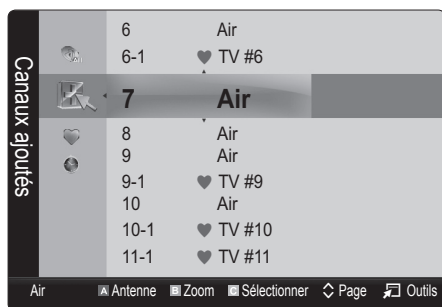 Canaux ajoutés
6 Air
6-1 ♥ TV #6
7 Air
8 Air
9 Air
9-1 ♥ TV #9
10 Air
10-1 ♥ TV #10
11-1 ♥ TV #11
Air A Antenne B Zoom C Sélectionner Page Outils